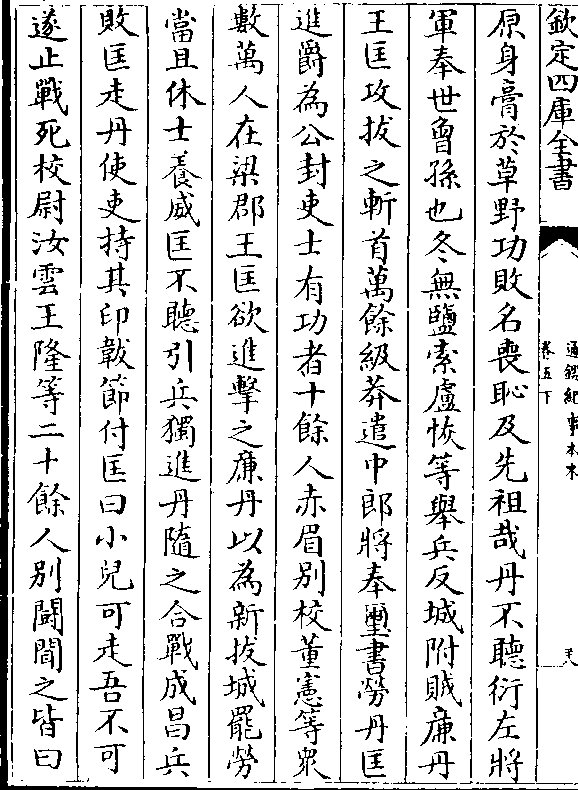 欽定四庫全書
通鑑紀事本末
卷五下
原身膏於草野功敗名喪恥及先祖哉丹不聽衍左將
軍奉世曾孫也冬無鹽索盧恢等舉兵反城附賊廉丹
王匡攻拔之斬首萬餘級莽遣中郎將奉璽書勞丹匡
進爵為公封吏士有功者十餘人赤眉別校董憲等衆
數萬人在梁郡王匡欲進擊之廉丹以為新拔城罷勞
當且休士養威匡不聽引兵獨進丹隨之合戰成昌兵
敗匡走丹使吏持其印韍節付匡曰小兒可走吾不可
遂止戰死校尉汝雲王隆等二十餘人別鬭聞之皆曰